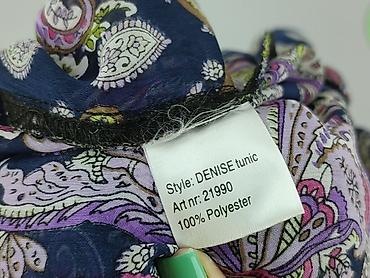 Style: DENISE tunic
Art nr: 21990
100% Polyester